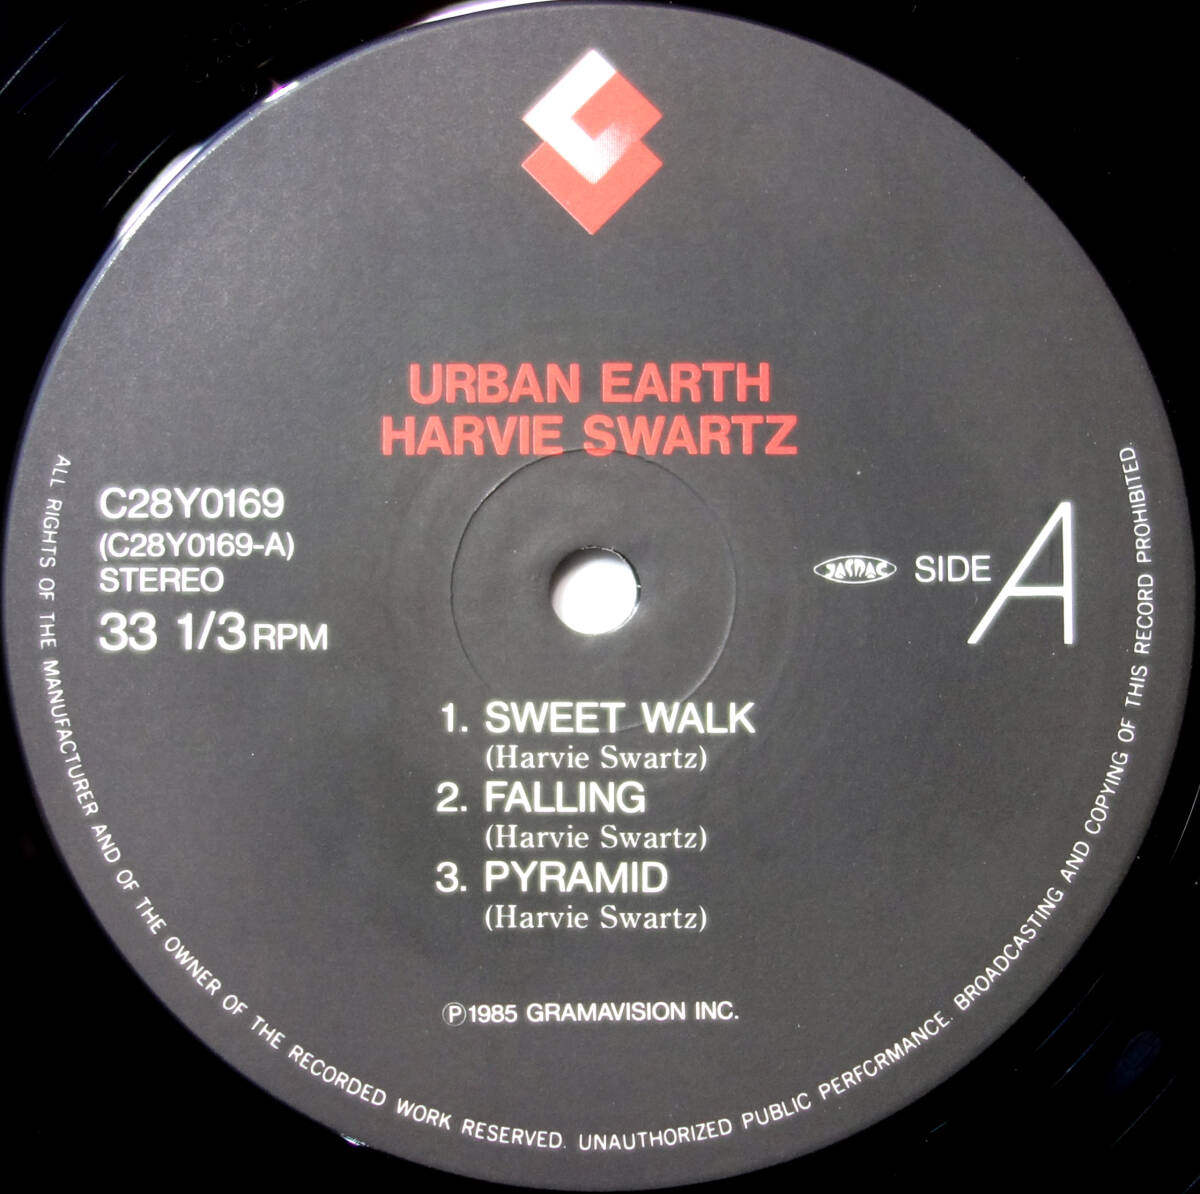 URBAN EARTH
HARVIE SWARTZ
C28Y0169
(C28Y0169-A)
STEREO
33 1/3 RPM
JASRAC
SIDE A
1. SWEET WALK
(Harvie Swartz)
2. FALLING
(Harvie Swartz)
3. PYRAMID
(Harvie Swartz)
Ⓟ1985 GRAMAVISION INC.
ALL RIGHTS OF THE MANUFACTURER AND OF THE OWNER OF THE RECORDED WORK RESERVED. UNAUTHORIZED PUBLIC PERFORMANCE. BROADCASTING AND COPYING OF THIS RECORD PROHIBITED.